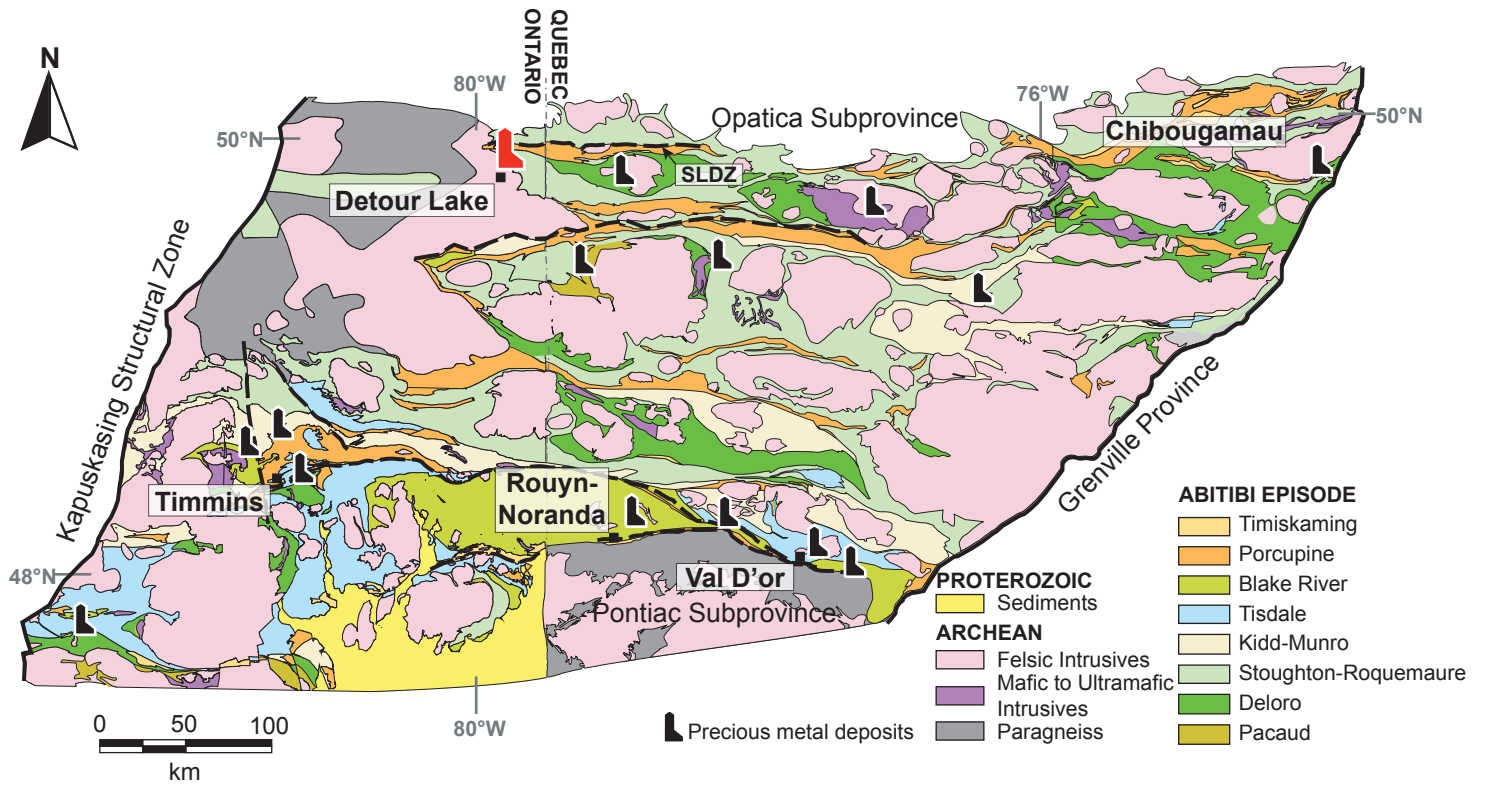 N
QUEBEC
ONTARIO
80°W
76°W
50°N
50°N
Opatica Subprovince
Chibougamau
SLDZ
Detour Lake
Kapuskasing Structural Zone
Grenville Province
Timmins
Rouyn-
Noranda
48°N
Val D'or
Pontiac Subprovince
80°W
0 50 100
km
Precious metal deposits
PROTEROZOIC
Sediments
ARCHEAN
Felsic Intrusives
Mafic to Ultramafic
Intrusives
Paragneiss
ABITIBI EPISODE
Timiskaming
Porcupine
Blake River
Tisdale
Kidd-Munro
Stoughton-Roquemaure
Deloro
Pacaud